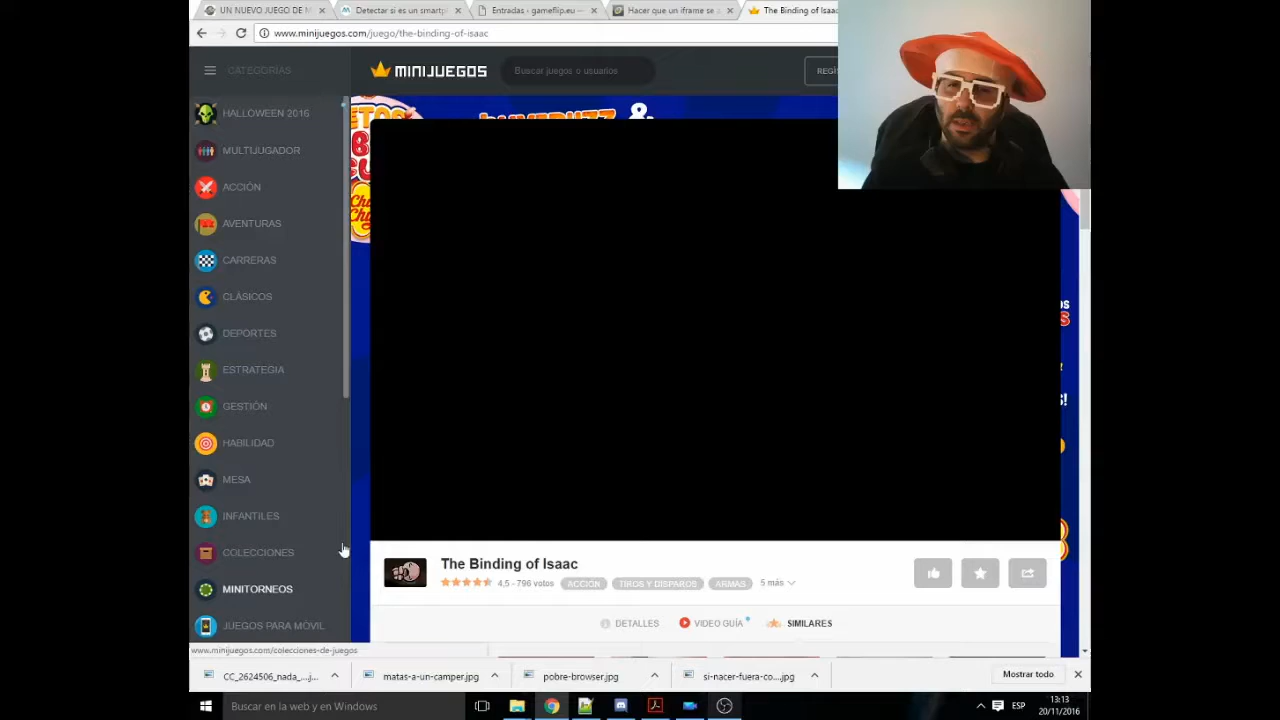 UN NUEVO JUEGO DE M
Detectar si es un smartp
Entradas - gameflip.eu —
Hacer que un iframe se a
The Binding of Isaac
www.minijuegos.com/juego/the-binding-of-isaac
CATEGORÍAS
MINIJUEGOS
Buscar juegos o usuarios
HALLOWEEN 2016
MULTIJUGADOR
ACCIÓN
AVENTURAS
CARRERAS
CLÁSICOS
DEPORTES
ESTRATEGIA
GESTIÓN
HABILIDAD
MESA
INFANTILES
COLECCIONES
MINITORNEOS
JUEGOS PARA MÓVIL
&
The Binding of Isaac
4,5 - 796 votos
ACCIÓN
TIROS Y DISPAROS
ARMAS
5 más
DETALLES
VIDEO GUÍA
SIMILARES
www.minijuegos.com/colecciones-de-juegos
CC_2624506_nada_...j...
matas-a-un-camper.jpg
pobre-browser.jpg
si-nacer-fuera-co....jpg
Mostrar todo
Buscar en la web y en Windows
ESP
13:13
20/11/2016